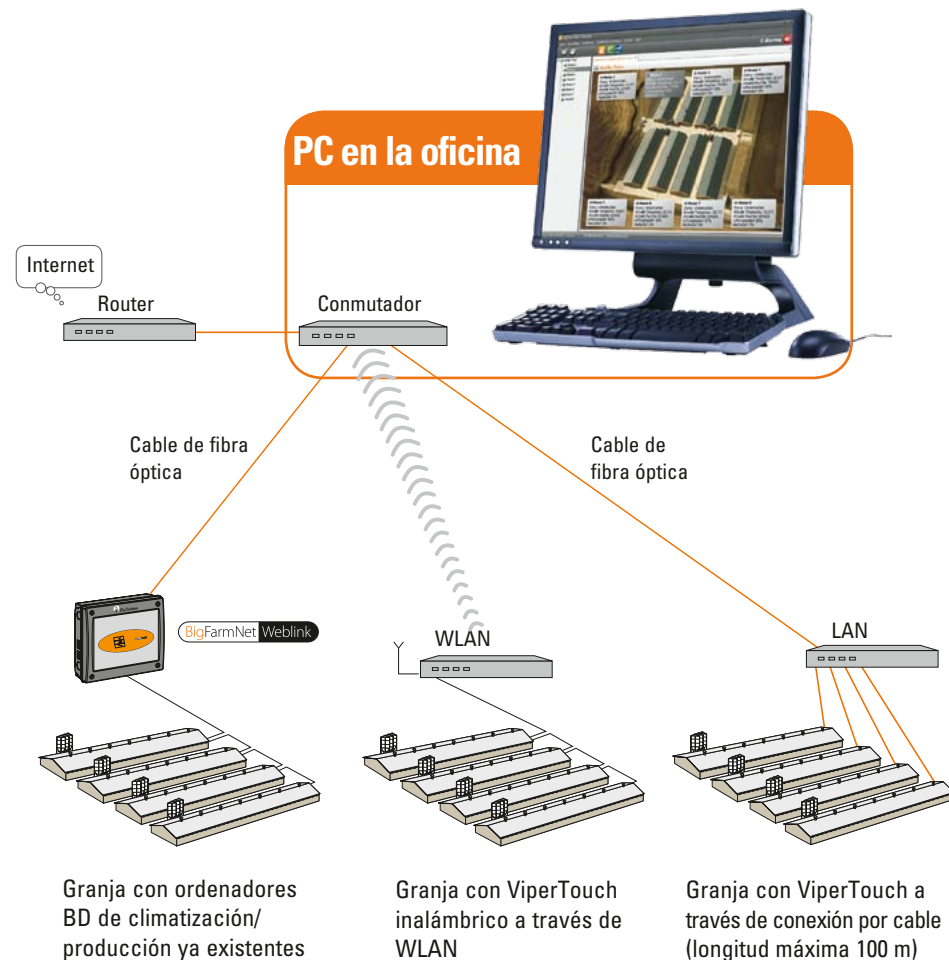 PC en la oficina
Internet
Router
Conmutador
Cable de fibra
óptica
Cable de
fibra óptica
BigFarmNet Weblink
WLAN
LAN
Granja con ordenadores
BD de climatización/
producción ya existentes
Granja con ViperTouch
inalámbrico a través de
WLAN
Granja con ViperTouch a
través de conexión por cable
(longitud máxima 100 m)